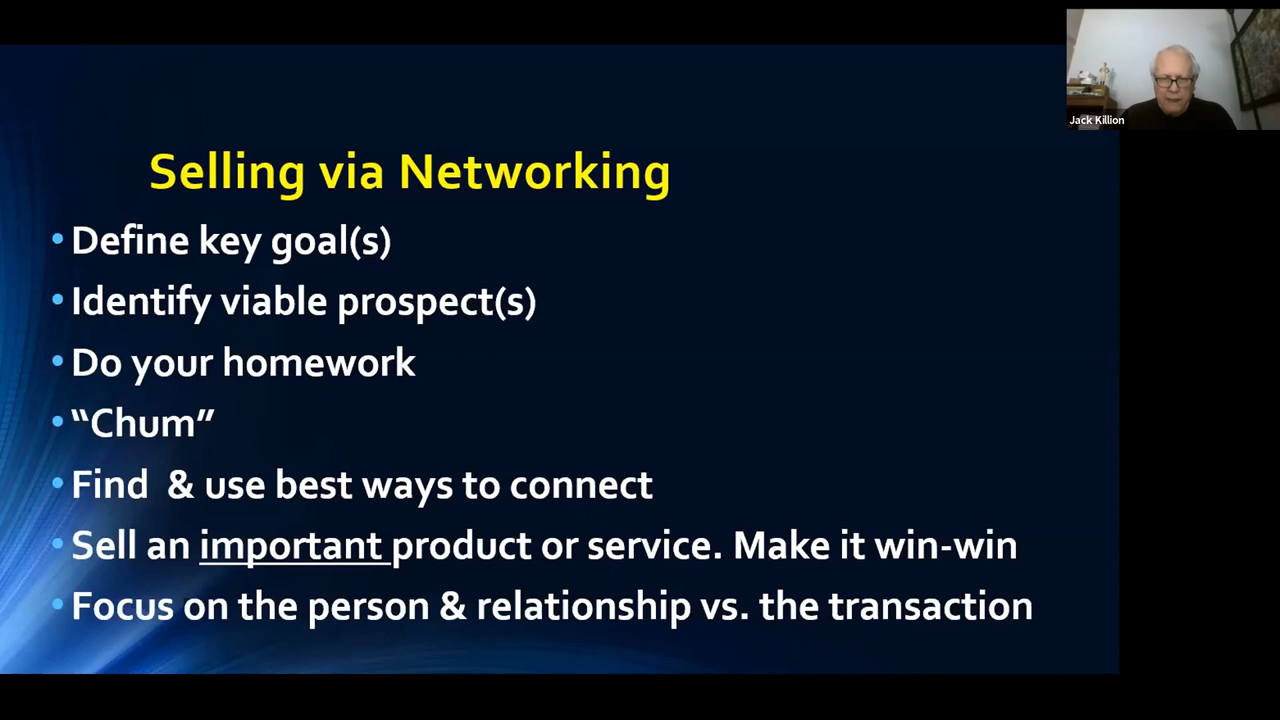 Jack Killion
Selling via Networking
• Define key goal(s)
• Identify viable prospect(s)
• Do your homework
• “Chum”
• Find & use best ways to connect
• Sell an important product or service. Make it win-win
• Focus on the person & relationship vs. the transaction